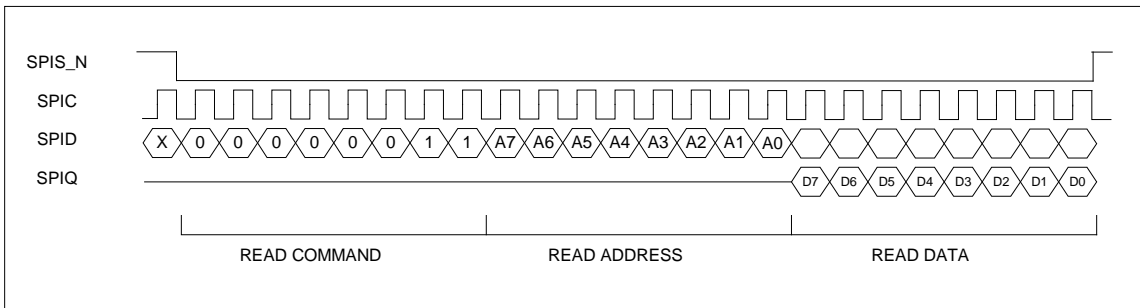 SPIS_N
SPIC
SPID X 0 0 0 0 0 0 1 1 A7 A6 A5 A4 A3 A2 A1 A0
SPIQ D7 D6 D5 D4 D3 D2 D1 D0
READ COMMAND READ ADDRESS READ DATA